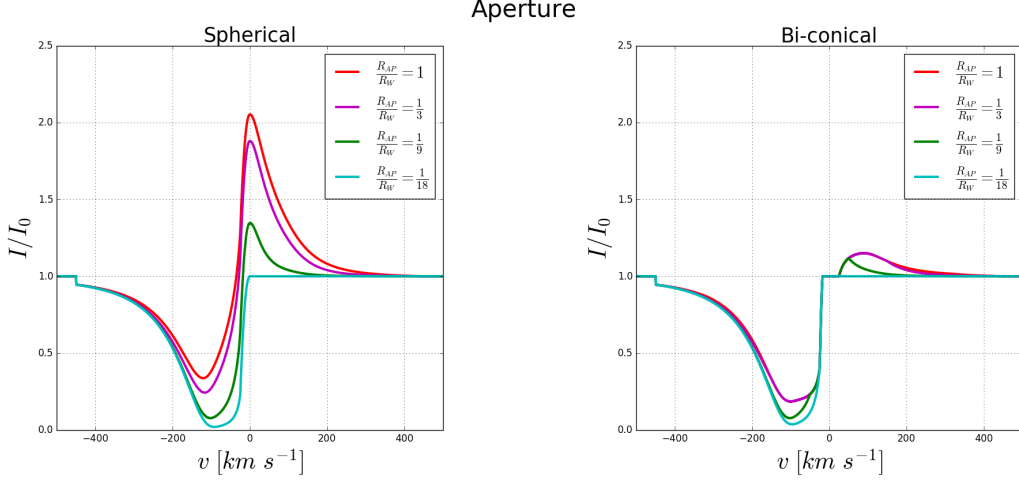 Aperture
Spherical
2.5
2.0
1.5
1.0
0.5
0.0
−400
−200
0
200
400
I/I₀
v [km s⁻¹]
R_AP/R_W = 1
R_AP/R_W = 1/3
R_AP/R_W = 1/9
R_AP/R_W = 1/18
Bi-conical
2.5
2.0
1.5
1.0
0.5
0.0
−400
−200
0
200
400
I/I₀
v [km s⁻¹]
R_AP/R_W = 1
R_AP/R_W = 1/3
R_AP/R_W = 1/9
R_AP/R_W = 1/18